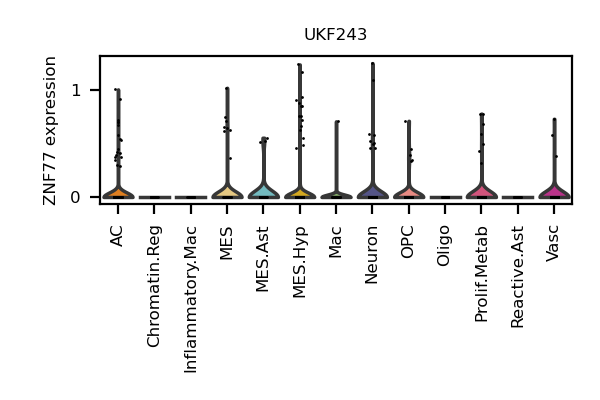 UKF243
ZNF77 expression
1
0
AC
Chromatin.Reg
Inflammatory.Mac
MES
MES.Ast
MES.Hyp
Mac
Neuron
OPC
Oligo
Prolif.Metab
Reactive.Ast
Vasc